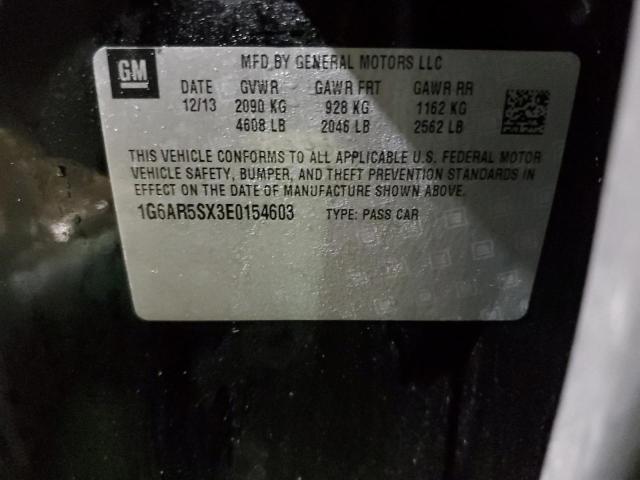 GM
MFD BY GENERAL MOTORS LLC
DATE GVWR GAWR FRT GAWR RR
12/13 2090 KG 928 KG 1162 KG
4608 LB 2046 LB 2562 LB
THIS VEHICLE CONFORMS TO ALL APPLICABLE U.S. FEDERAL MOTOR
VEHICLE SAFETY, BUMPER, AND THEFT PREVENTION STANDARDS IN
EFFECT ON THE DATE OF MANUFACTURE SHOWN ABOVE.
1G6AR5SX3E0154603 TYPE: PASS CAR